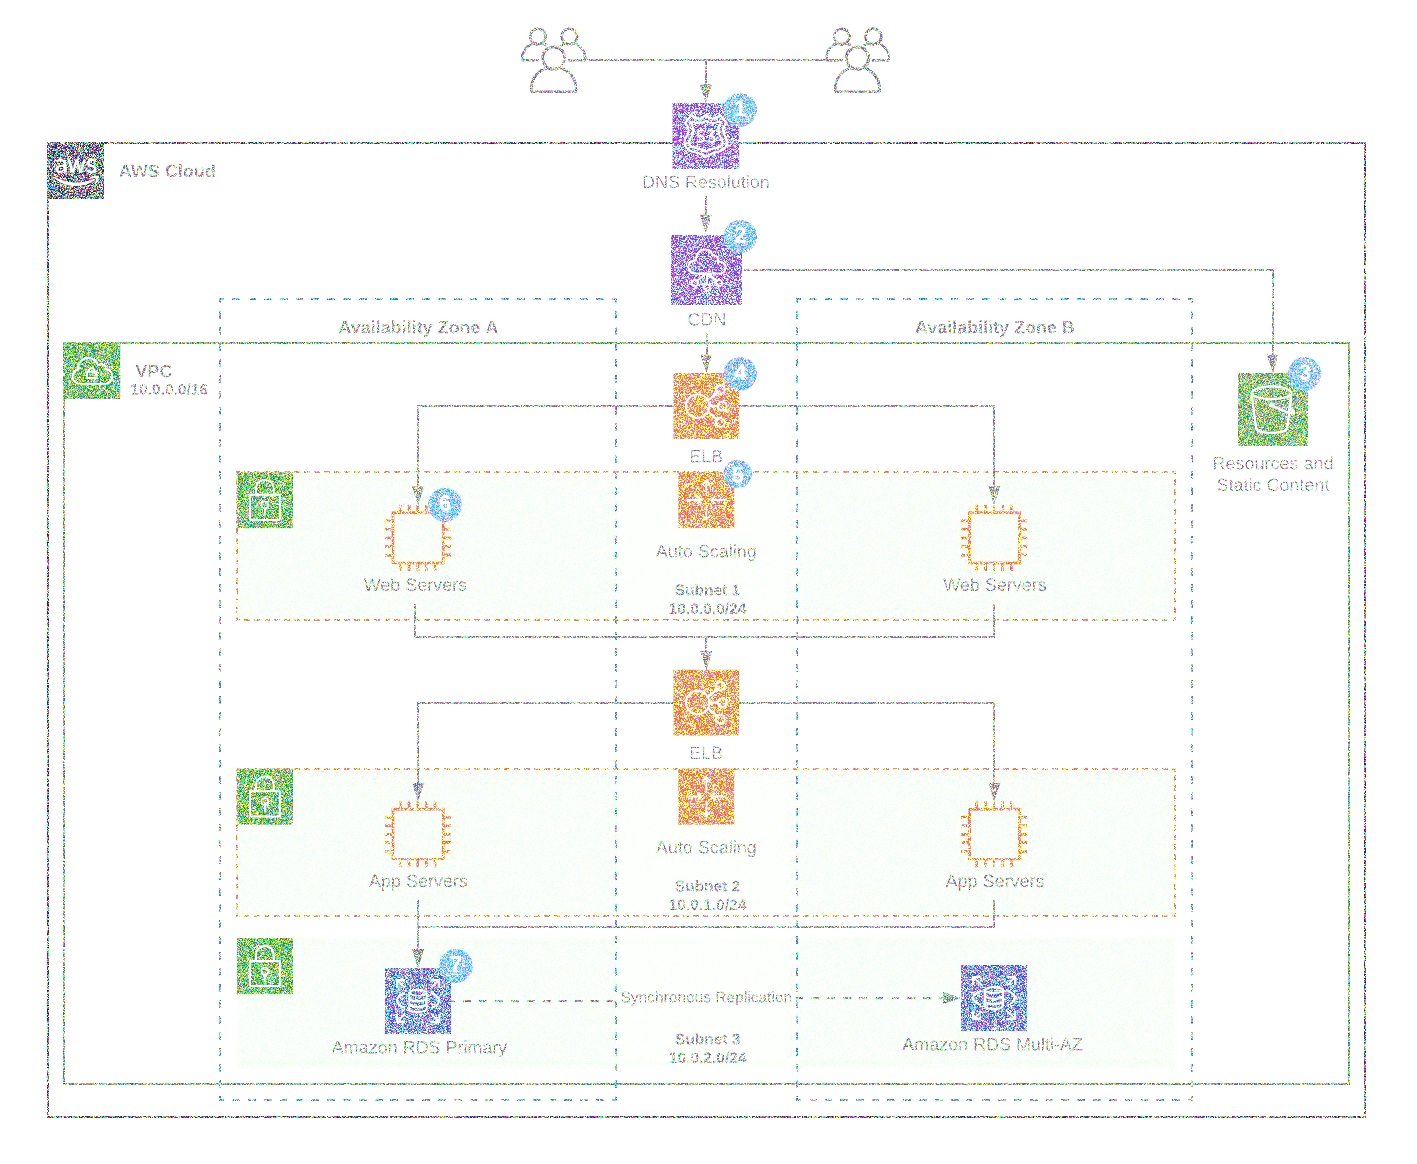 1
DNS Resolution
aws
AWS Cloud
2
CDN
Availability Zone A
Availability Zone B
VPC
10.0.0.0/16
4
ELB
3
Resources and
Static Content
5
Auto Scaling
6
Web Servers
Web Servers
Subnet 1
10.0.0.0/24
ELB
Auto Scaling
App Servers
App Servers
Subnet 2
10.0.1.0/24
7
Synchronous Replication
Amazon RDS Primary
Amazon RDS Multi-AZ
Subnet 3
10.0.2.0/24